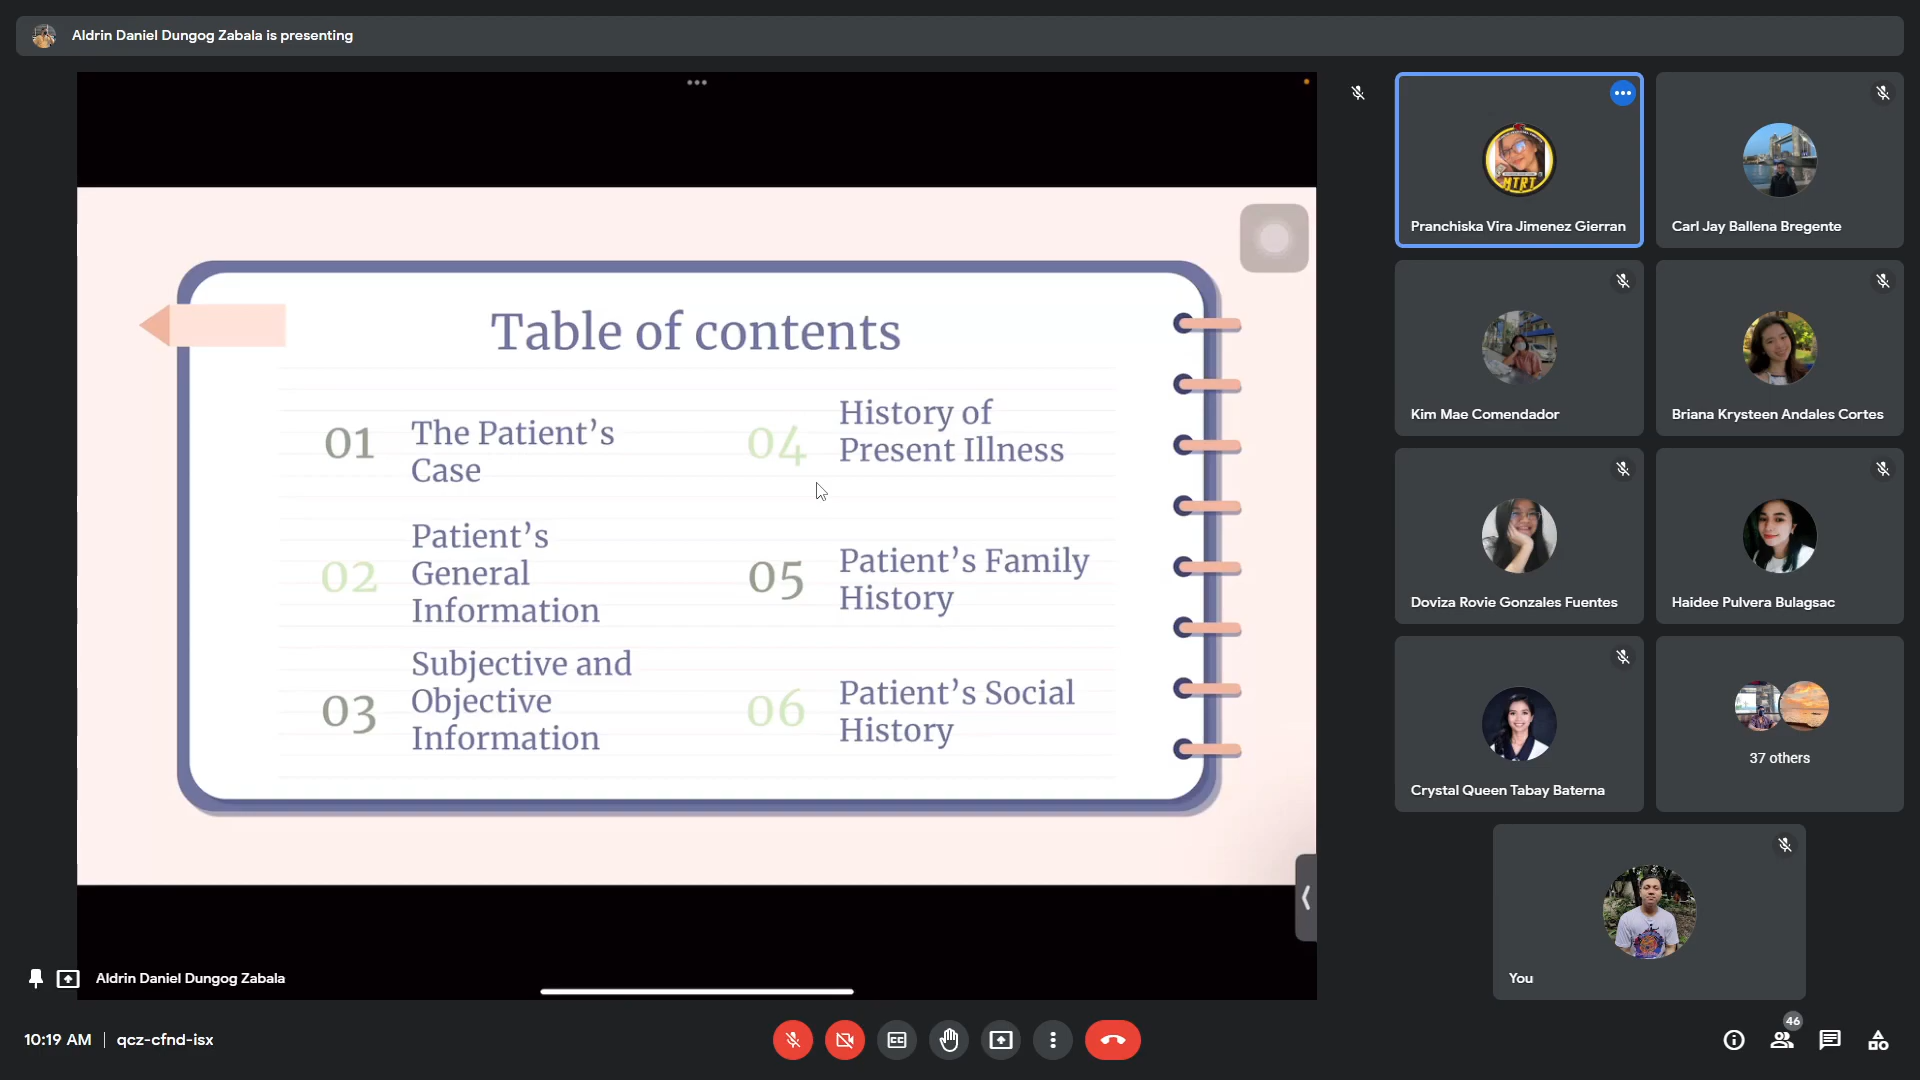 Aldrin Daniel Dungog Zabala is presenting
Table of contents
01
The Patient's
Case
02
Patient's
General
Information
03
Subjective and
Objective
Information
04
History of
Present Illness
05
Patient's Family
History
06
Patient's Social
History
Aldrin Daniel Dungog Zabala
MTRT
Pranchiska Vira Jimenez Gierran
Carl Jay Ballena Bregente
Kim Mae Comendador
Briana Krysteen Andales Cortes
Doviza Rovie Gonzales Fuentes
Haidee Pulvera Bulagsac
Crystal Queen Tabay Baterna
37 others
You
10:19 AM | qcz-cfnd-isx
46